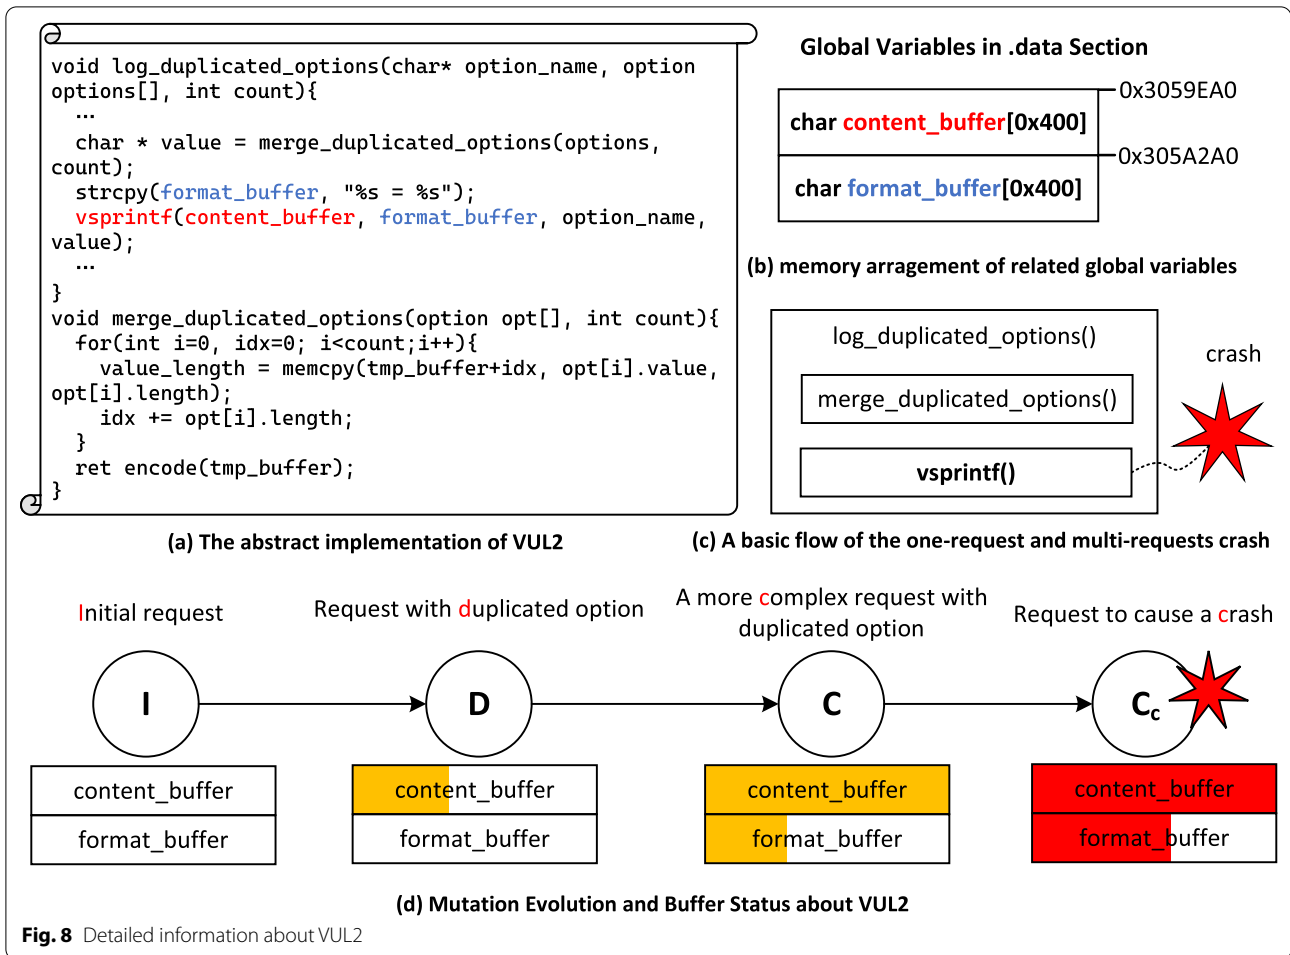 void log_duplicated_options(char* option_name, option
options[], int count){
…
char * value = merge_duplicated_options(options,
count);
strcpy(format_buffer, "%s = %s");
vsprintf(content_buffer, format_buffer, option_name,
value);
…
}
void merge_duplicated_options(option opt[], int count){
for(int i=0, idx=0; i<count;i++){
value_length = memcpy(tmp_buffer+idx, opt[i].value,
opt[i].length);
idx += opt[i].length;
}
ret encode(tmp_buffer);
}
(a) The abstract implementation of VUL2
Global Variables in .data Section
0x3059EA0
char content_buffer[0x400]
0x305A2A0
char format_buffer[0x400]
(b) memory arragement of related global variables
log_duplicated_options()
crash
merge_duplicated_options()
vsprintf()
(c) A basic flow of the one-request and multi-requests crash
Initial request
Request with duplicated option
A more complex request with
duplicated option
Request to cause a crash
I
D
C
Cc
content_buffer
format_buffer
content_buffer
format_buffer
content_buffer
format_buffer
content_buffer
format_buffer
(d) Mutation Evolution and Buffer Status about VUL2
Fig. 8 Detailed information about VUL2